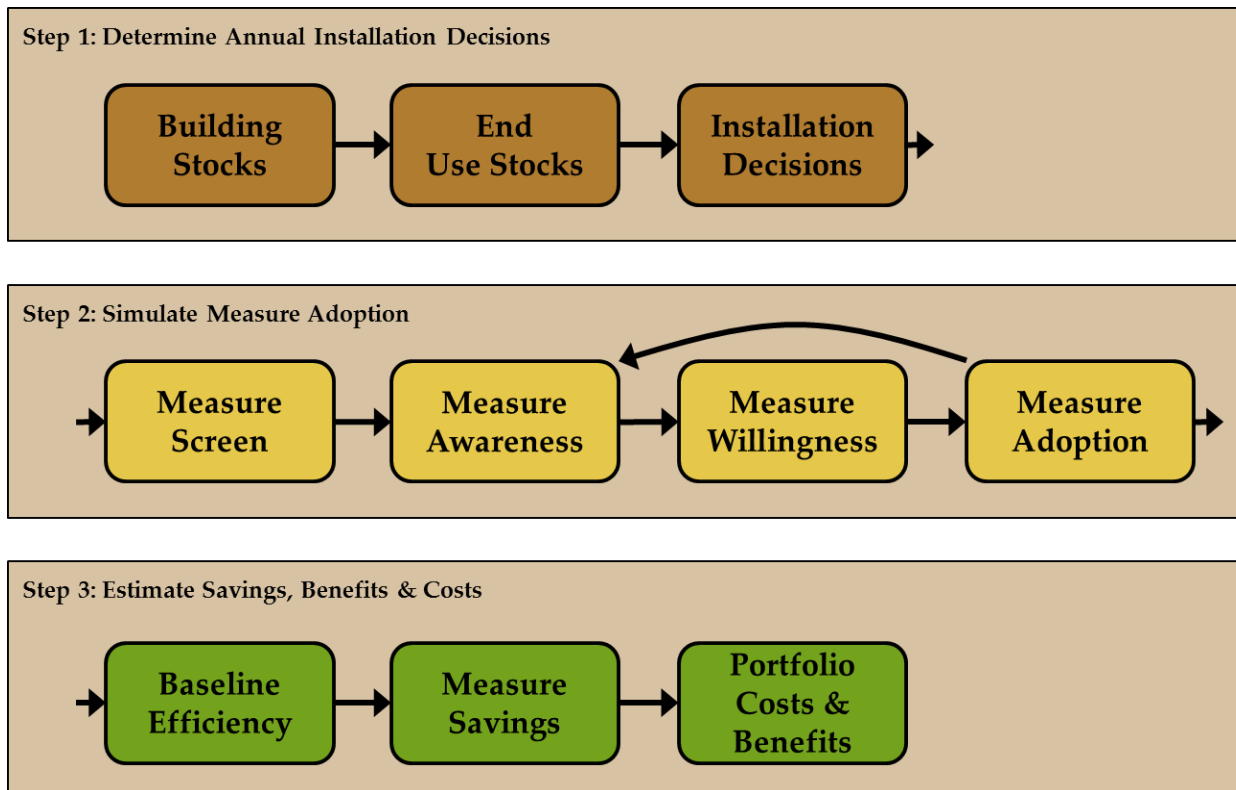 Step 1: Determine Annual Installation Decisions
Building
Stocks
End
Use Stocks
Installation
Decisions
Step 2: Simulate Measure Adoption
Measure
Screen
Measure
Awareness
Measure
Willingness
Measure
Adoption
Step 3: Estimate Savings, Benefits & Costs
Baseline
Efficiency
Measure
Savings
Portfolio
Costs &
Benefits